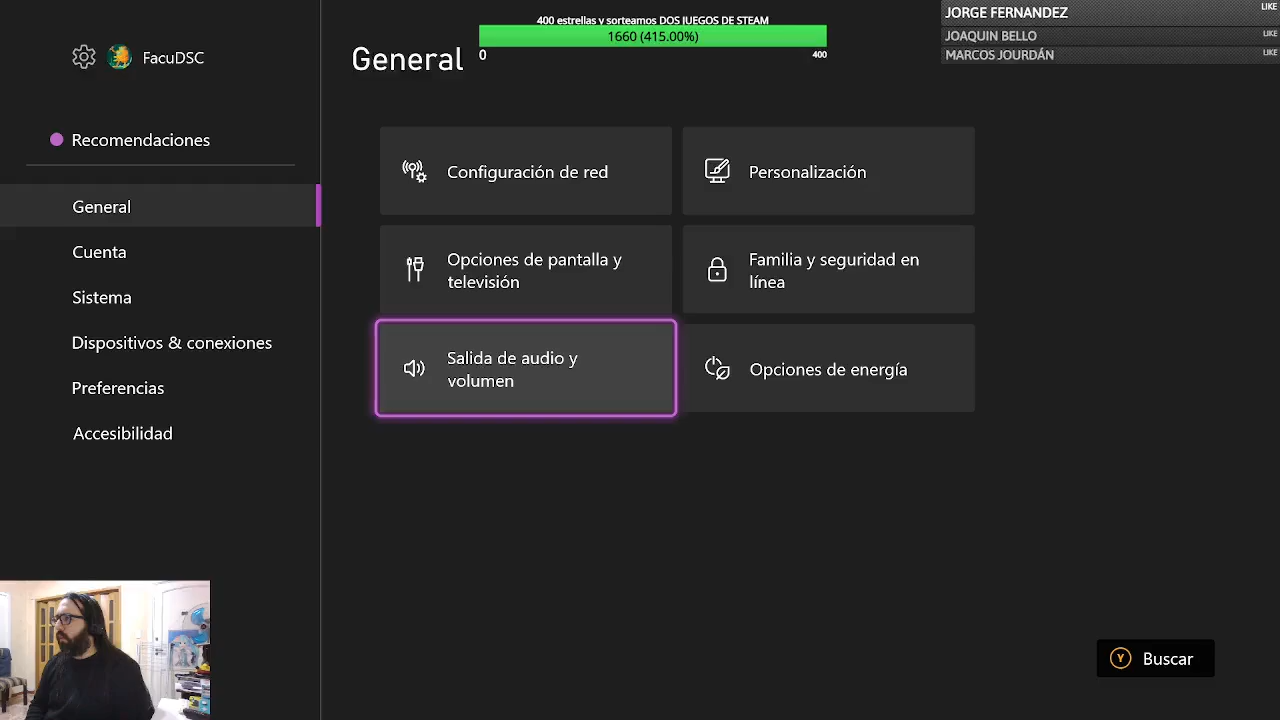 FacuDSC
Recomendaciones
General
Cuenta
Sistema
Dispositivos & conexiones
Preferencias
Accesibilidad
General
400 estrellas y sorteamos DOS JUEGOS DE STEAM
1660 (415.00%)
0
400
JORGE FERNANDEZ LIKE
JOAQUIN BELLO LIKE
MARCOS JOURDÁN LIKE
Configuración de red
Personalización
Opciones de pantalla y
televisión
Familia y seguridad en
línea
Salida de audio y
volumen
Opciones de energía
Y Buscar